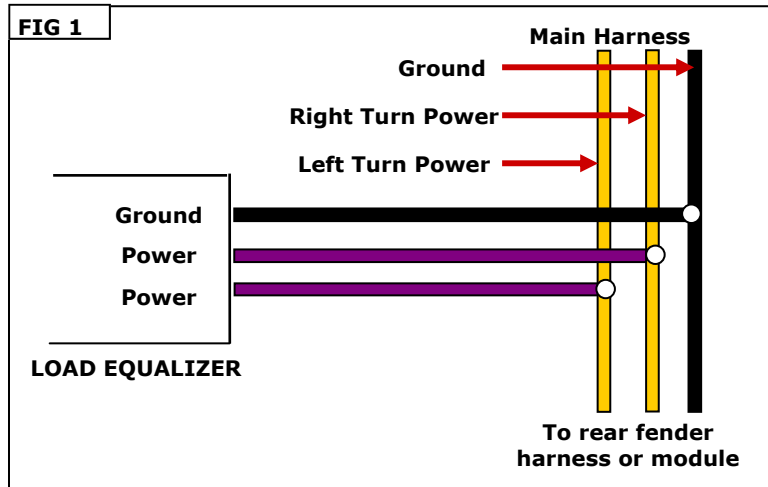 FIG 1
Main Harness
Ground
Right Turn Power
Left Turn Power
Ground
Power
Power
LOAD EQUALIZER
To rear fender
harness or module